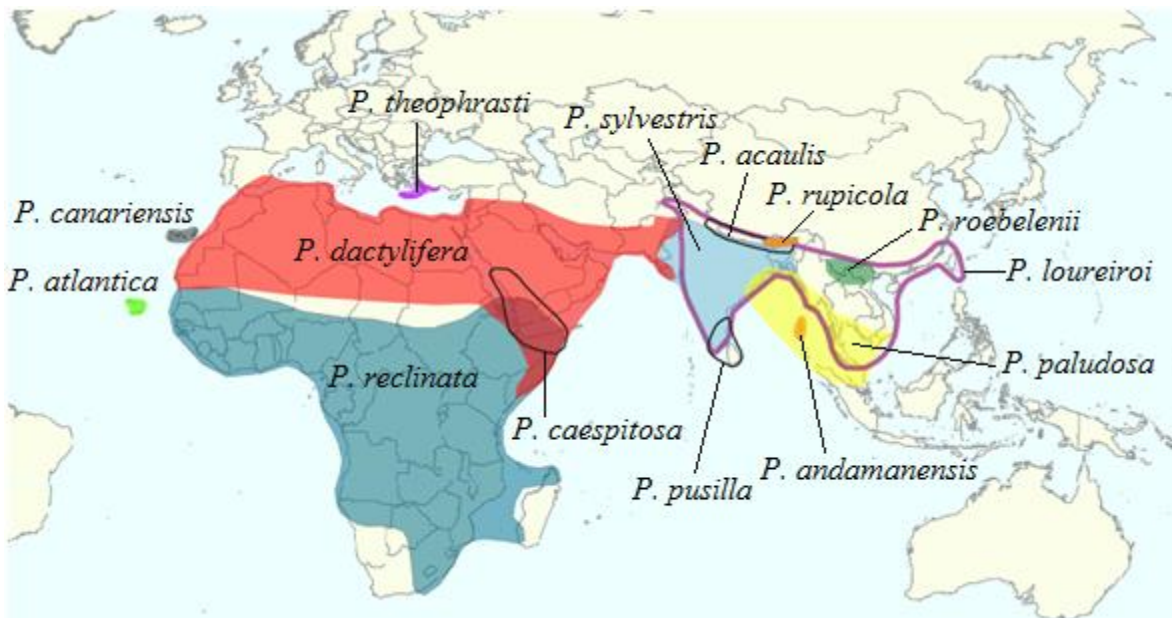 P. theophrasti
P. sylvestris
P. acaulis
P. rupicola
P. canariensis
P. roebelenii
P. dactylifera
P. loureiroi
P. atlantica
P. reclinata
P. paludosa
P. caespitosa
P. andamanensis
P. pusilla